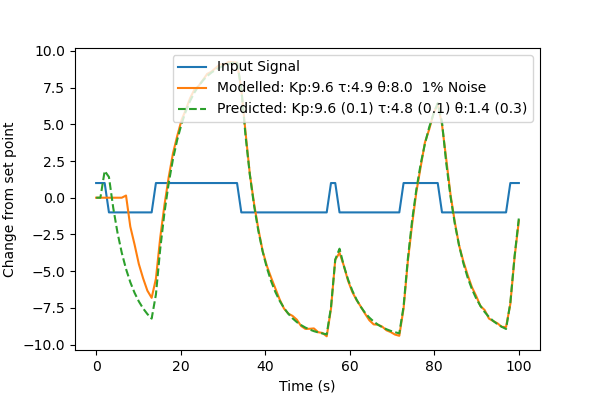 10.0
7.5
5.0
2.5
0.0
−2.5
−5.0
−7.5
−10.0
Change from set point
Input Signal
Modelled: Kp:9.6 τ:4.9 θ:8.0  1% Noise
Predicted: Kp:9.6 (0.1) τ:4.8 (0.1) θ:1.4 (0.3)
0 20 40 60 80 100
Time (s)